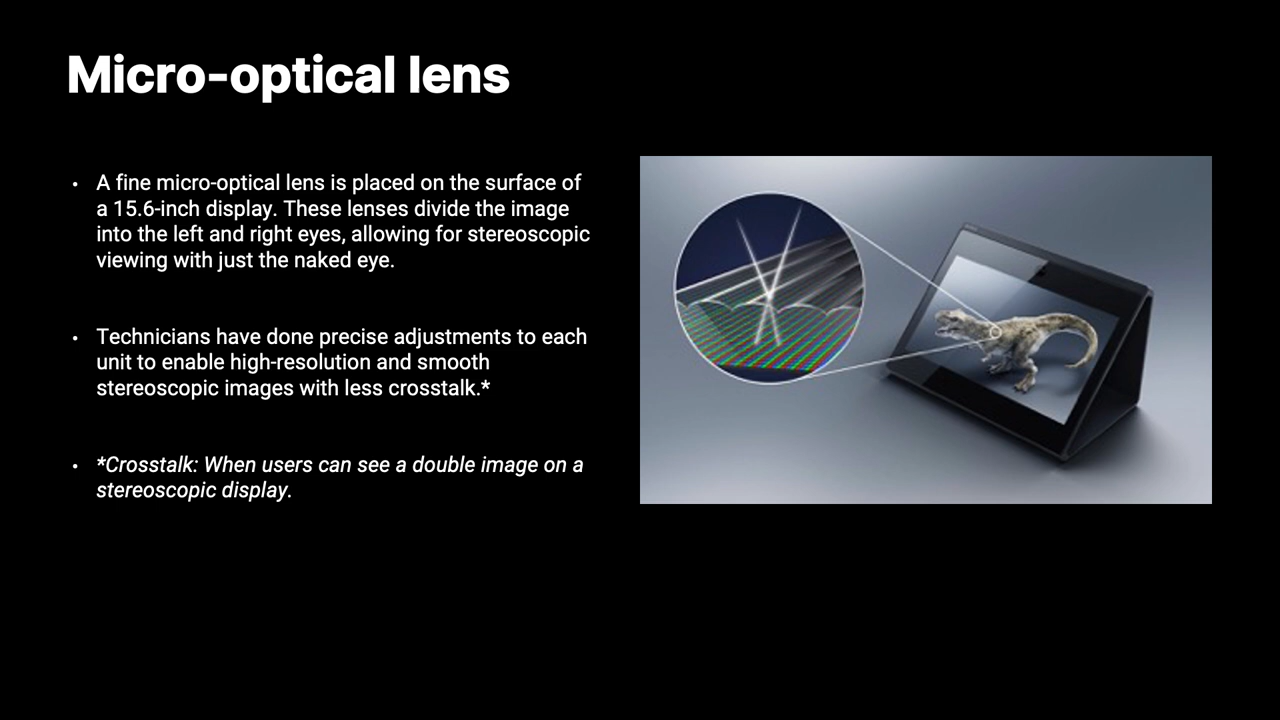 Micro-optical lens
• A fine micro-optical lens is placed on the surface of
a 15.6-inch display. These lenses divide the image
into the left and right eyes, allowing for stereoscopic
viewing with just the naked eye.
• Technicians have done precise adjustments to each
unit to enable high-resolution and smooth
stereoscopic images with less crosstalk.*
• *Crosstalk: When users can see a double image on a
stereoscopic display.